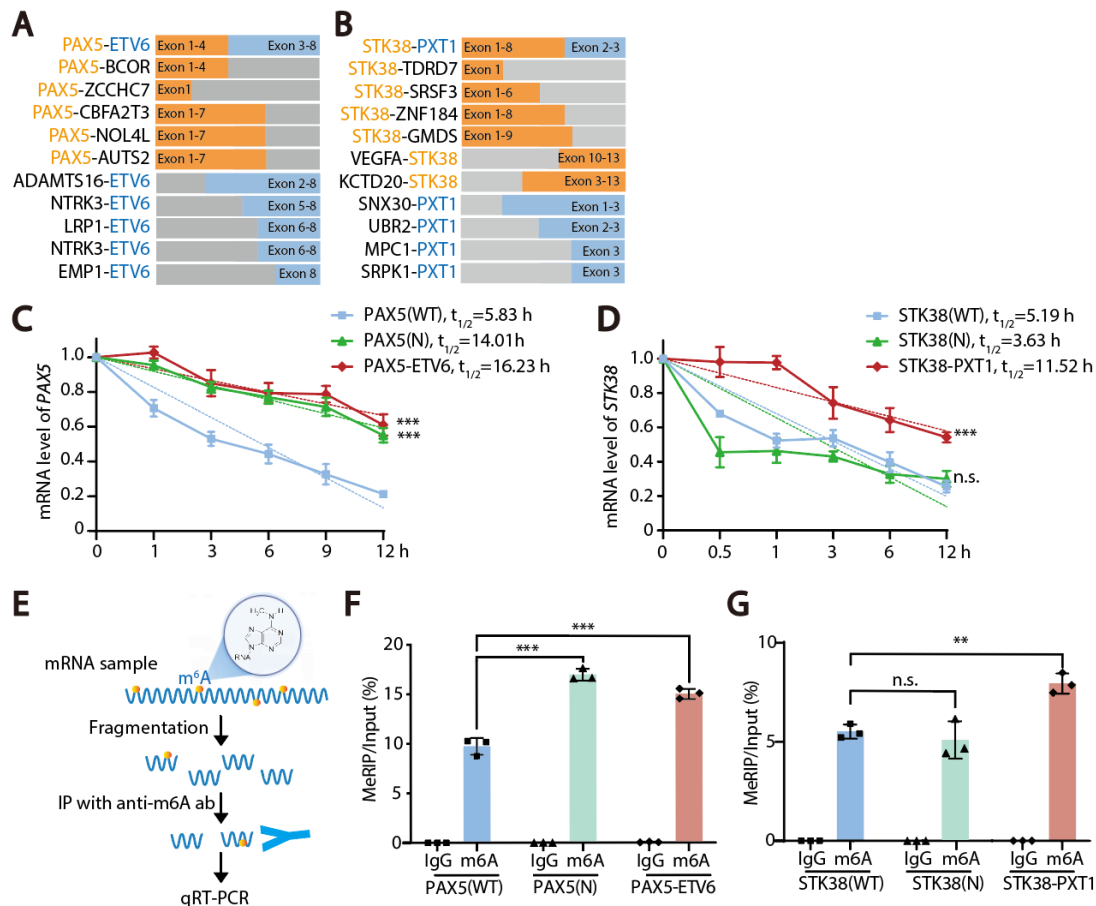 A
PAX5-ETV6 Exon 1-4 Exon 3-8
PAX5-BCOR Exon 1-4
PAX5-ZCCHC7 Exon1
PAX5-CBFA2T3 Exon 1-7
PAX5-NOL4L Exon 1-7
PAX5-AUTS2 Exon 1-7
ADAMTS16-ETV6 Exon 2-8
NTRK3-ETV6 Exon 5-8
LRP1-ETV6 Exon 6-8
NTRK3-ETV6 Exon 6-8
EMP1-ETV6 Exon 8
B
STK38-PXT1 Exon 1-8 Exon 2-3
STK38-TDRD7 Exon 1
STK38-SRSF3 Exon 1-6
STK38-ZNF184 Exon 1-8
STK38-GMDS Exon 1-9
VEGFA-STK38 Exon 10-13
KCTD20-STK38 Exon 3-13
SNX30-PXT1 Exon 1-3
UBR2-PXT1 Exon 2-3
MPC1-PXT1 Exon 3
SRPK1-PXT1 Exon 3
C
PAX5(WT), t1/2=5.83 h
PAX5(N), t1/2=14.01h
PAX5-ETV6, t1/2=16.23 h
mRNA level of PAX5
1.0
0.8
0.6
0.4
0.2
0
***
***
0 1 3 6 9 12 h
D
STK38(WT), t1/2=5.19 h
STK38(N), t1/2=3.63 h
STK38-PXT1, t1/2=11.52 h
mRNA level of STK38
1.0
0.8
0.6
0.4
0.2
0
***
n.s.
0 0.5 1 3 6 12 h
E
H3C N H
N N N N
RNA
mRNA sample
m6A
Fragmentation
IP with anti-m6A ab
qRT-PCR
F
MeRIP/Input (%)
20
15
10
5
0
***
***
IgG m6A IgG m6A IgG m6A
PAX5(WT) PAX5(N) PAX5-ETV6
G
MeRIP/Input (%)
10
5
0
**
n.s.
IgG m6A IgG m6A IgG m6A
STK38(WT) STK38(N) STK38-PXT1